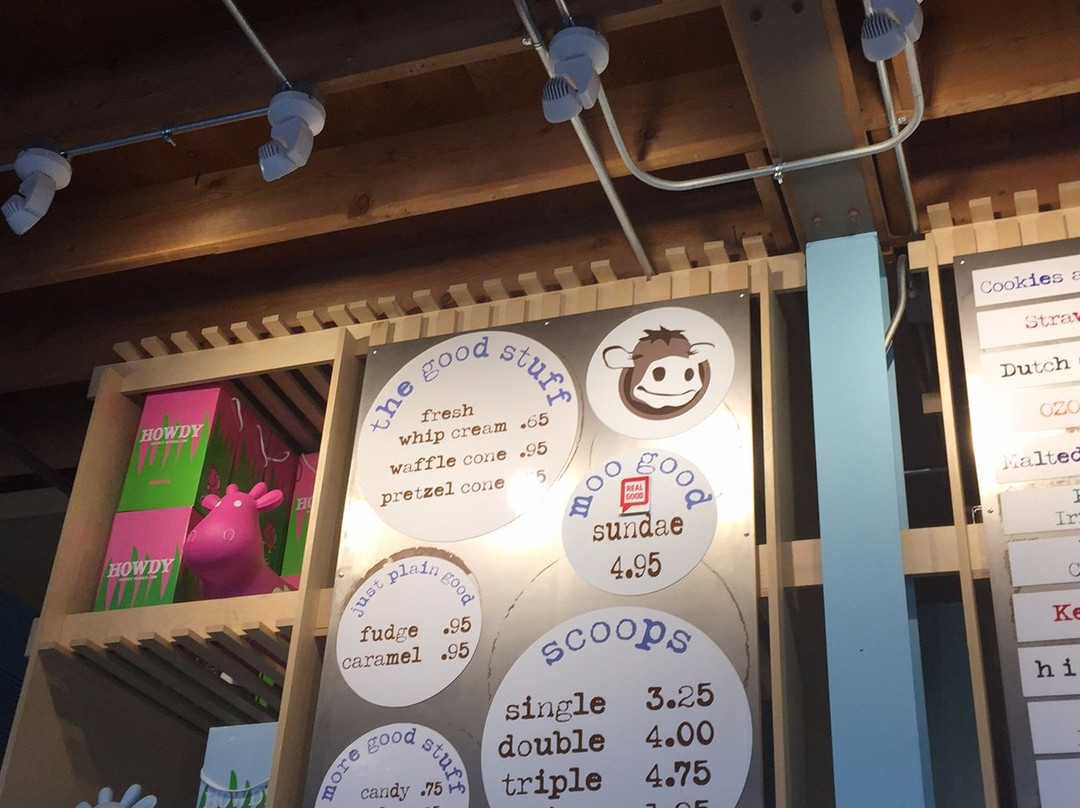 HOWDY
HOWDY
the good stuff
fresh
whip cream .65
waffle cone .95
pretzel cone
moo good
REAL
GOOD
sundae
4.95
just plain good
fudge .95
caramel .95
scoops
single 3.25
double 4.00
triple 4.75
more good stuff
candy .75
Cookies
Dutch
OZO
Malted